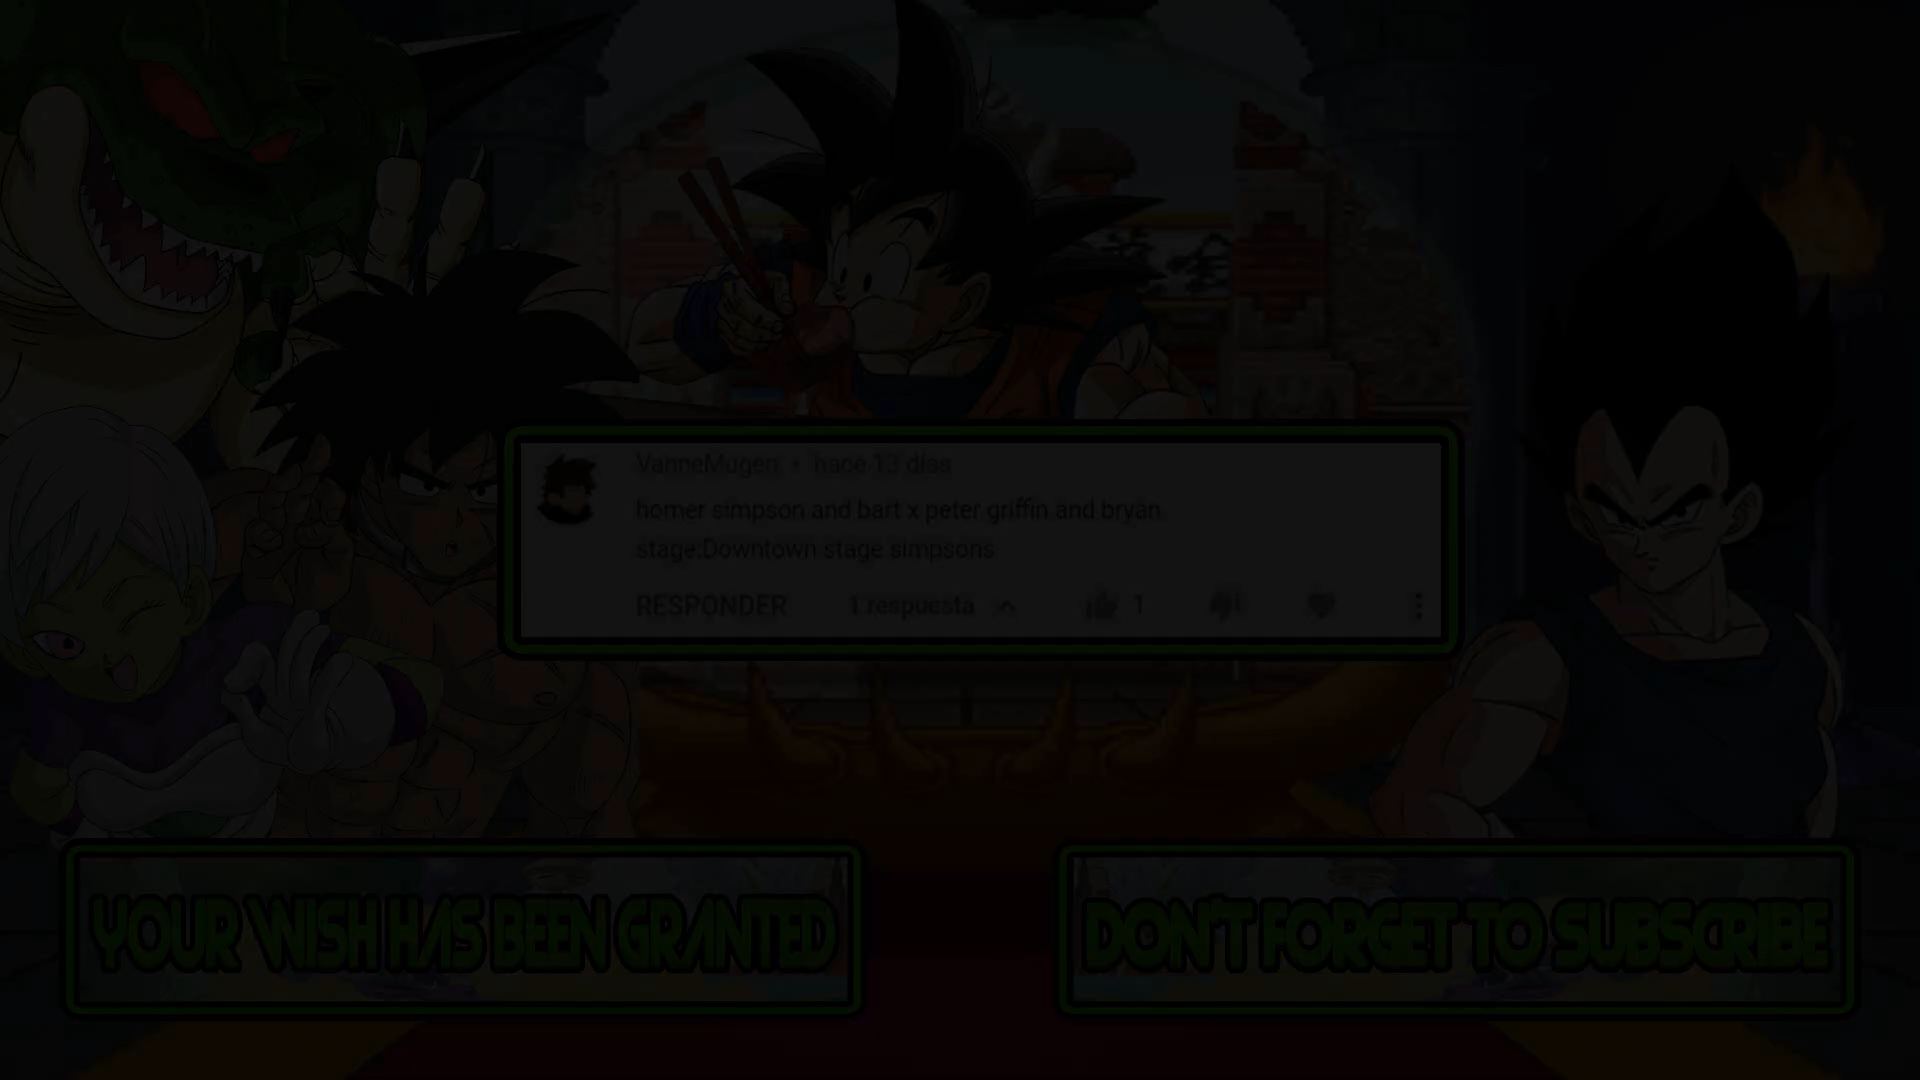 VanneMugen • hace 13 días
homer simpson and bart x peter griffin and bryan
stage:Downtown stage simpsons
RESPONDER 1 respuesta 1
YOUR WISH HAS BEEN GRANTED
DON'T FORGET TO SUBSCRIBE